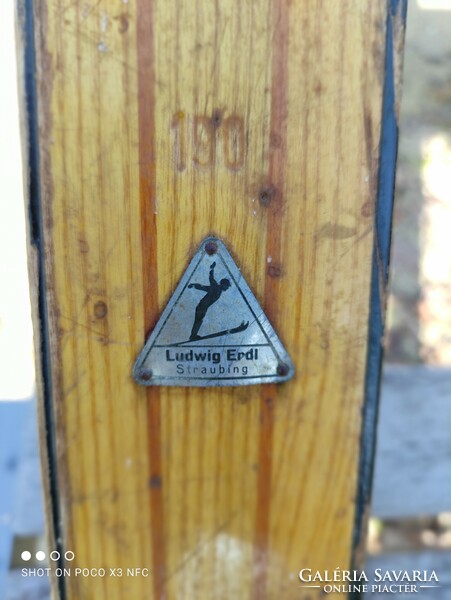 190
Ludwig Erdl
Straubing
SHOT ON POCO X3 NFC
GALÉRIA SAVARIA
ONLINE PIACTÉR